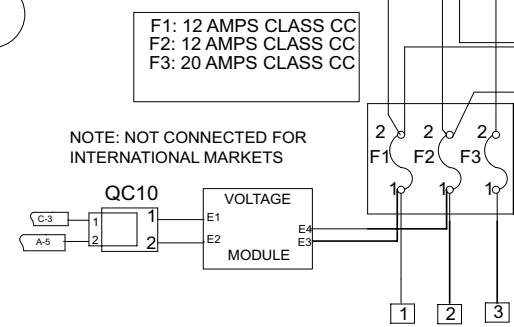 F1: 12 AMPS CLASS CC
F2: 12 AMPS CLASS CC
F3: 20 AMPS CLASS CC
NOTE: NOT CONNECTED FOR
INTERNATIONAL MARKETS
2 2 2
F1 F2 F3
1 1 1
QC10
VOLTAGE
MODULE
C-3 1 1 E1
A-5 2 2 E2
E4
E3
1 2 3